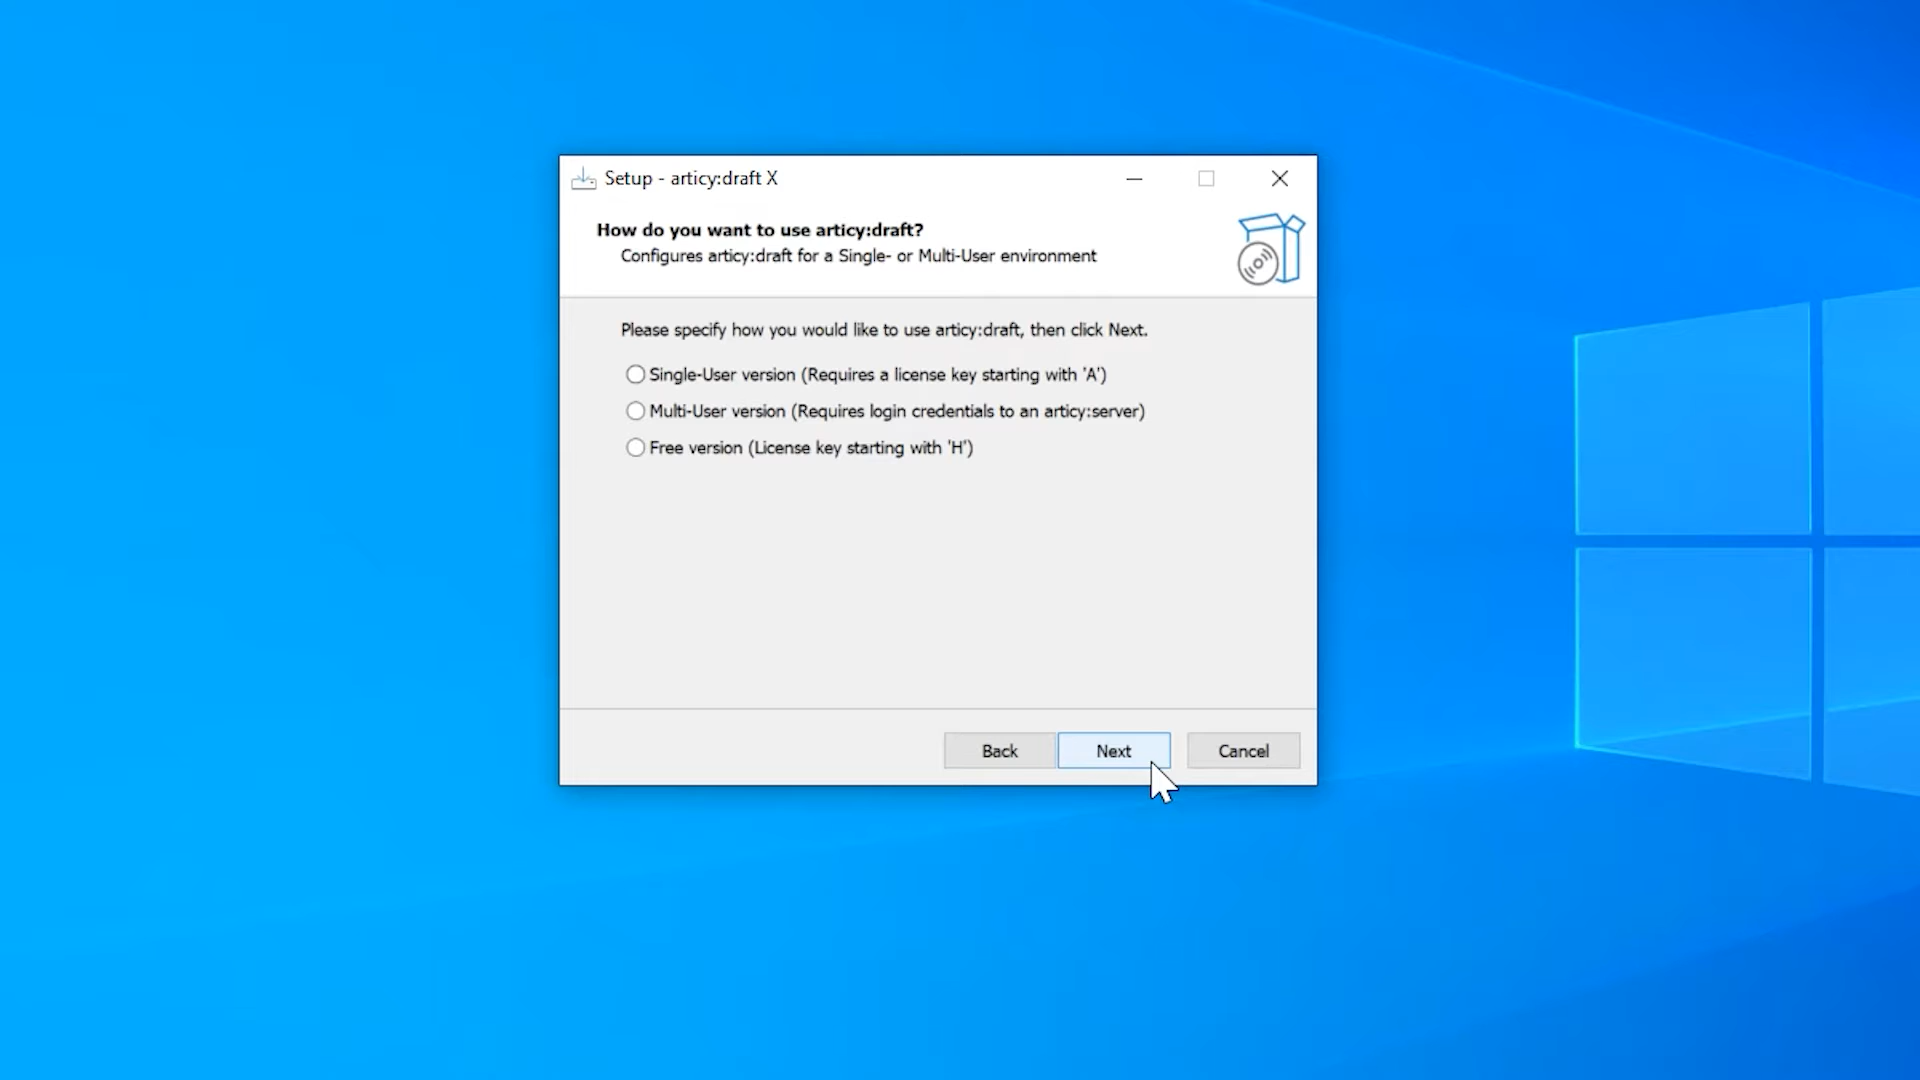 Setup - articy:draft X
How do you want to use articy:draft?
Configures articy:draft for a Single- or Multi-User environment
Please specify how you would like to use articy:draft, then click Next.
Single-User version (Requires a license key starting with 'A')
Multi-User version (Requires login credentials to an articy:server)
Free version (License key starting with 'H')
Back Next Cancel